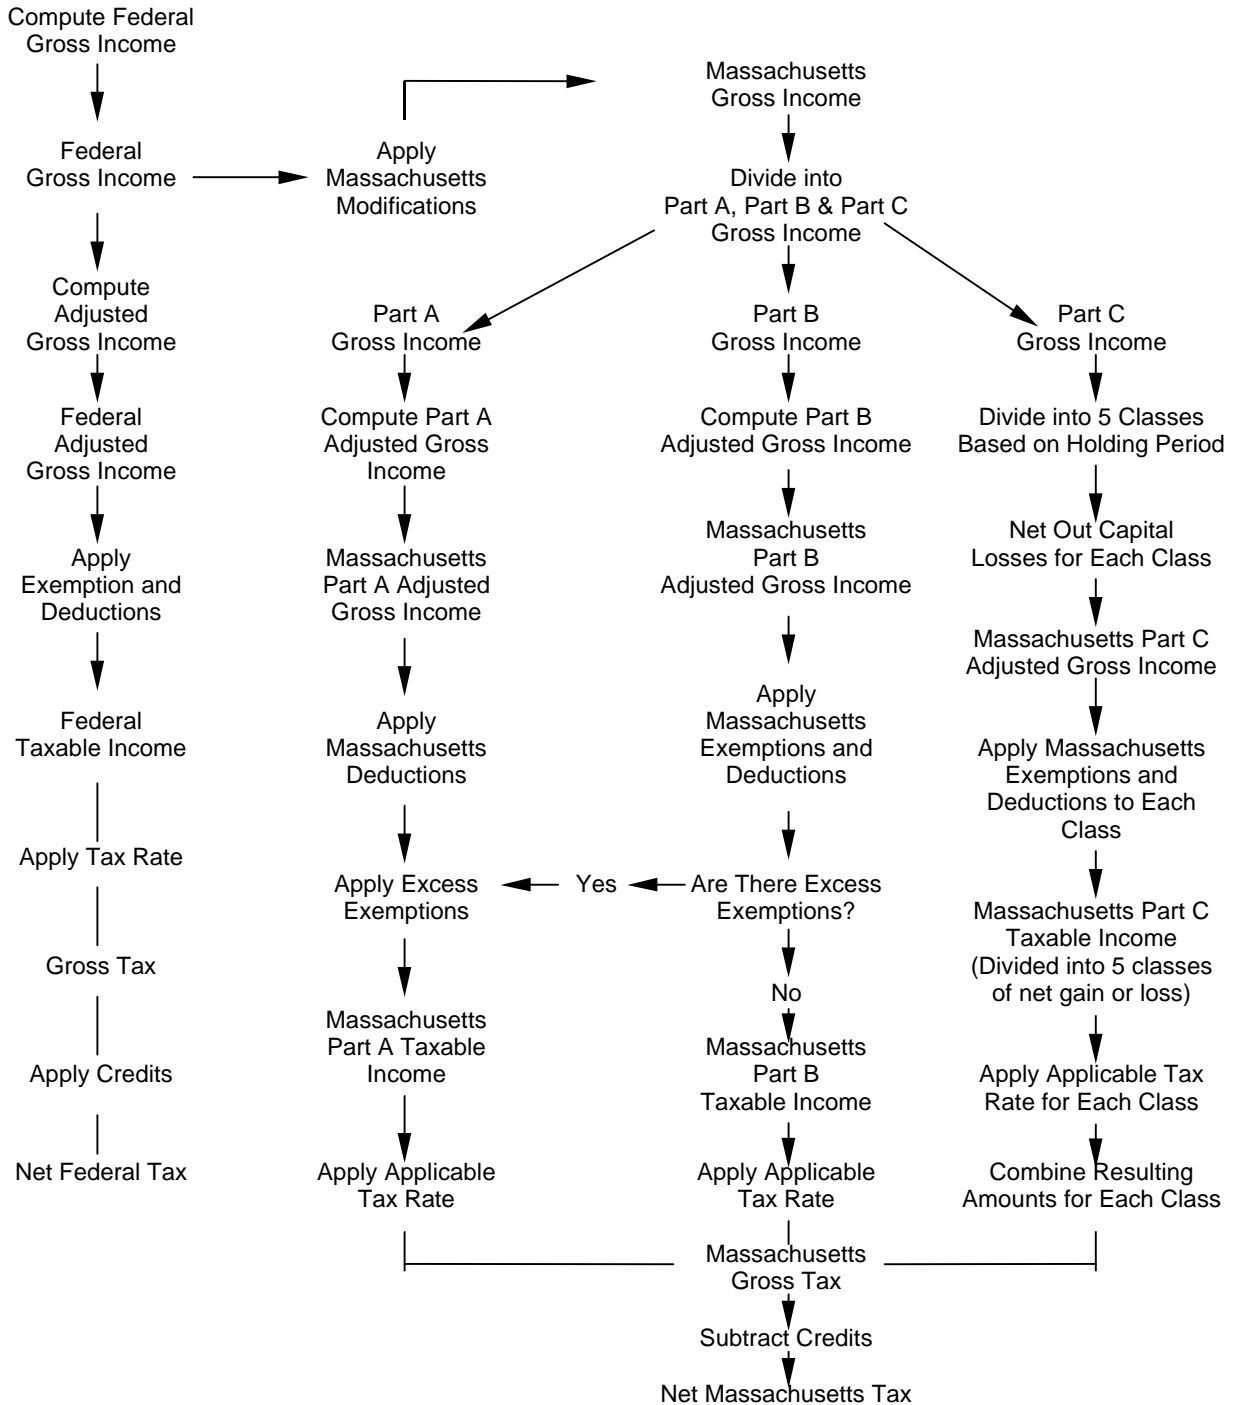 Compute Federal
Gross Income
Federal
Gross Income
Compute
Adjusted
Gross Income
Federal
Adjusted
Gross Income
Apply
Exemption and
Deductions
Federal
Taxable Income
Apply Tax Rate
Gross Tax
Apply Credits
Net Federal Tax
Apply
Massachusetts
Modifications
Massachusetts
Gross Income
Divide into
Part A, Part B & Part C
Gross Income
Part A
Gross Income
Compute Part A
Adjusted Gross
Income
Massachusetts
Part A Adjusted
Gross Income
Apply
Massachusetts
Deductions
Apply Excess
Exemptions
Massachusetts
Part A Taxable
Income
Apply Applicable
Tax Rate
Part B
Gross Income
Compute Part B
Adjusted Gross Income
Massachusetts
Part B
Adjusted Gross Income
Apply
Massachusetts
Exemptions and
Deductions
Are There Excess
Exemptions?
Yes
No
Massachusetts
Part B
Taxable Income
Apply Applicable
Tax Rate
Part C
Gross Income
Divide into 5 Classes
Based on Holding Period
Net Out Capital
Losses for Each Class
Massachusetts Part C
Adjusted Gross Income
Apply Massachusetts
Exemptions and
Deductions to Each
Class
Massachusetts Part C
Taxable Income
(Divided into 5 classes
of net gain or loss)
Apply Applicable Tax
Rate for Each Class
Combine Resulting
Amounts for Each Class
Massachusetts
Gross Tax
Subtract Credits
Net Massachusetts Tax